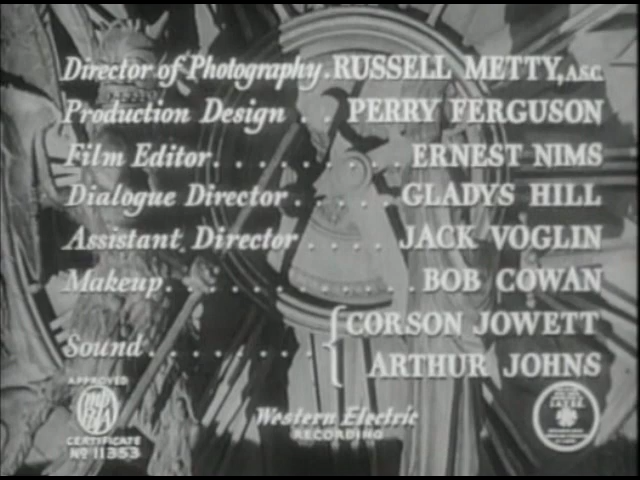 Director of Photography. RUSSELL METTY, A.S.C.
Production Design . . PERRY FERGUSON
Film Editor. . . . . . . . . ERNEST NIMS
Dialogue Director. . . . . . GLADYS HILL
Assistant Director . . . . JACK VOGLIN
Makeup. . . . . . . . . . . . BOB COWAN
Sound. . . . . . . . { CORSON JOWETT
ARTHUR JOHNS
APPROVED
CERTIFICATE
Nº 11353
Western Electric
RECORDING